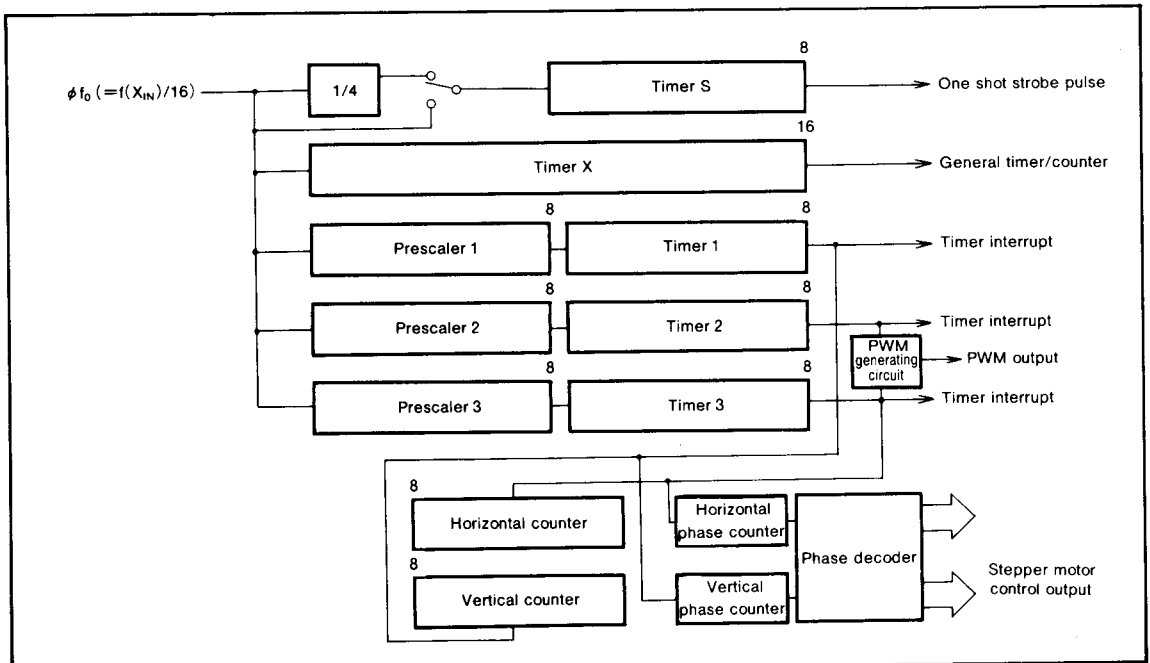 8
φf₀ (=f(X_IN)/16)
1/4
Timer S
One shot strobe pulse
16
Timer X
General timer/counter
8
8
Prescaler 1
Timer 1
Timer interrupt
8
8
Prescaler 2
Timer 2
Timer interrupt
PWM
generating
circuit
PWM output
8
8
Prescaler 3
Timer 3
Timer interrupt
8
Horizontal counter
Horizontal
phase counter
Phase decoder
8
Vertical counter
Vertical
phase counter
Stepper motor
control output